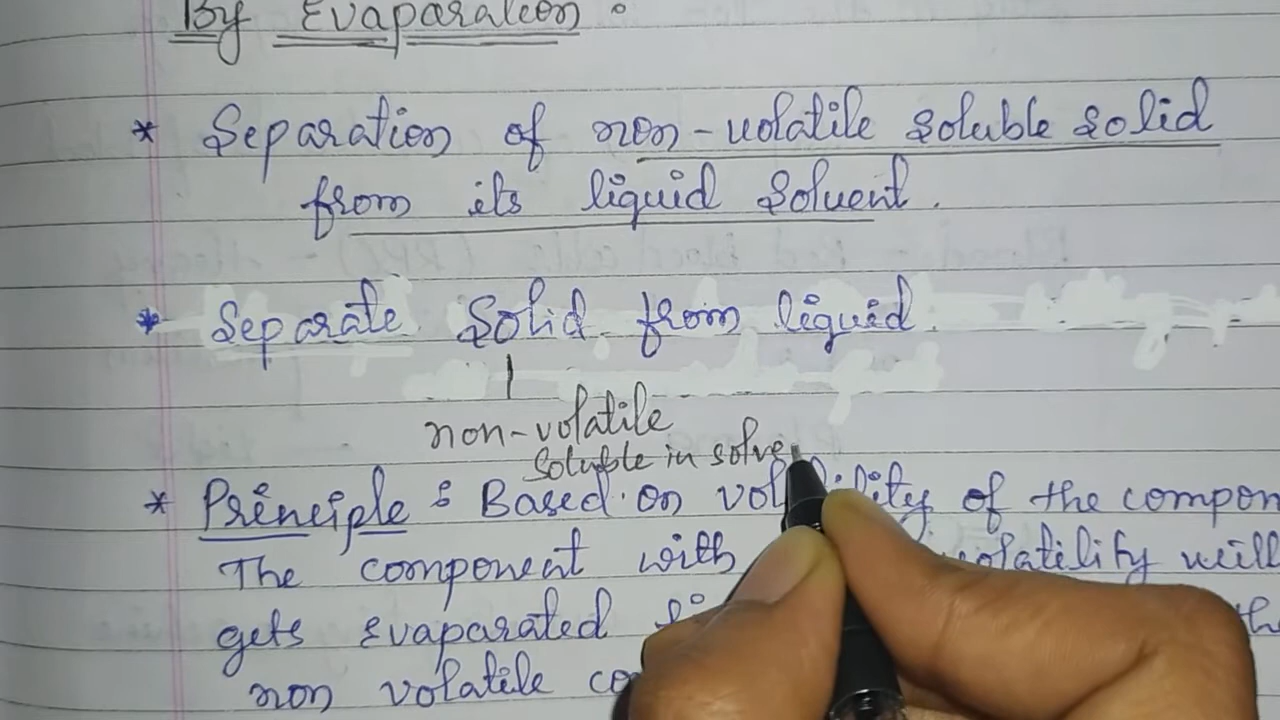 By Evaparation :
* Separation of non-volatile soluble solid
from its liquid solvent.
* Separate Solid from liquid.
non-volatile
Soluble in solve
* Principle : Based on volatility of the compon
The component with volatility will
gets Evaparated
non volatile co